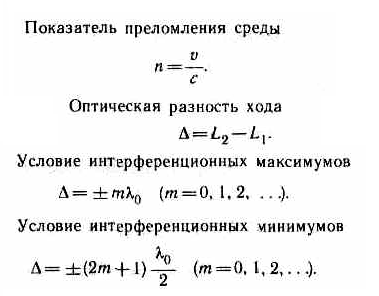 Показатель преломления среды
n = v/c.
Оптическая разность хода
Δ = L₂ − L₁.
Условие интерференционных максимумов
Δ = ± mλ₀ (m = 0, 1, 2, ...).
Условие интерференционных минимумов
Δ = ±(2m + 1) λ₀/2 (m = 0, 1, 2, ...).